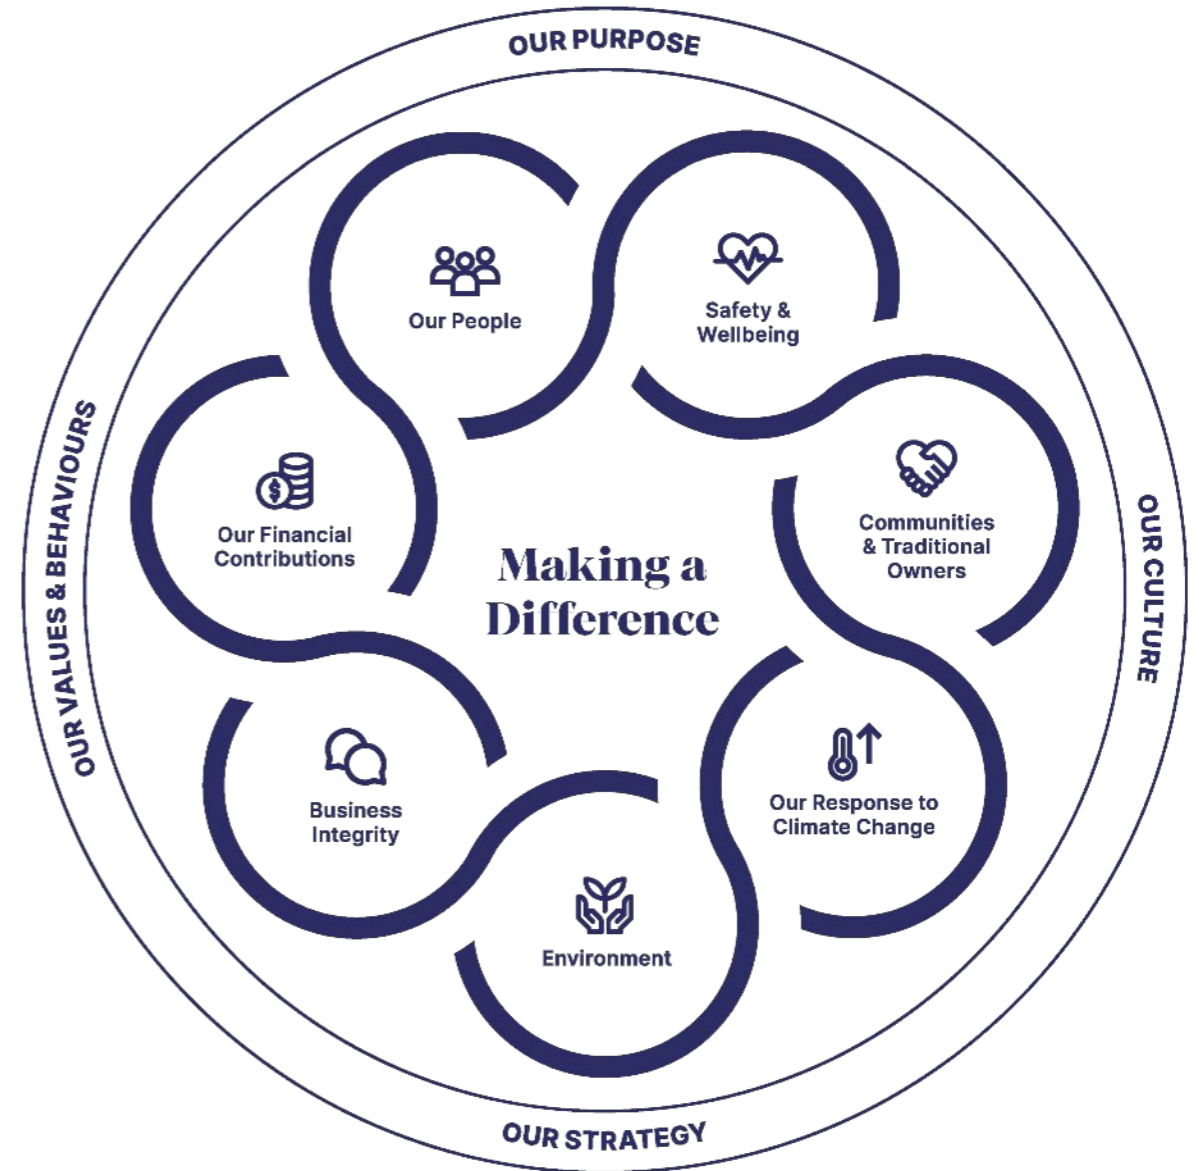 OUR PURPOSE
Our People
Safety &
Wellbeing
Our Financial
Contributions
Communities
& Traditional
Owners
OUR VALUES & BEHAVIOURS
OUR CULTURE
Making a
Difference
Business
Integrity
Our Response to
Climate Change
Environment
OUR STRATEGY
$